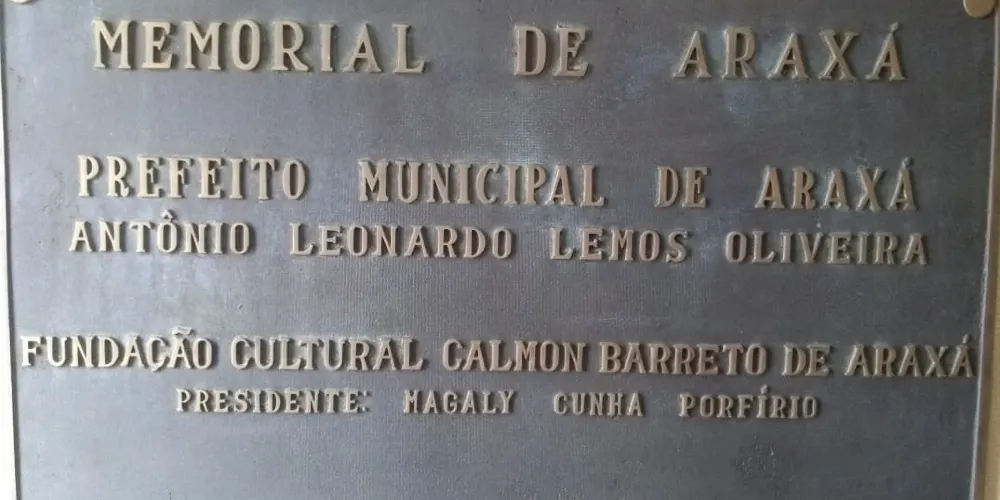 MEMORIAL DE ARAXÁ
PREFEITO MUNICIPAL DE ARAXÁ
ANTÔNIO LEONARDO LEMOS OLIVEIRA
FUNDAÇÃO CULTURAL CALMON BARRETO DE ARAXÁ
PRESIDENTE: MAGALY CUNHA PORFÍRIO